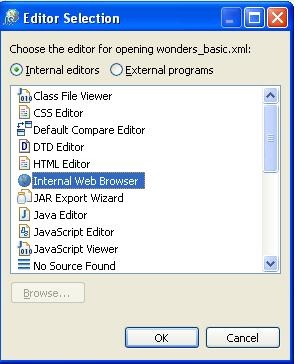 Editor Selection
Choose the editor for opening wonders_basic.xml:
Internal editors External programs
Class File Viewer
CSS Editor
Default Compare Editor
DTD Editor
HTML Editor
Internal Web Browser
JAR Export Wizard
Java Editor
JavaScript Editor
JavaScript Viewer
No Source Found
Browse...
OK Cancel